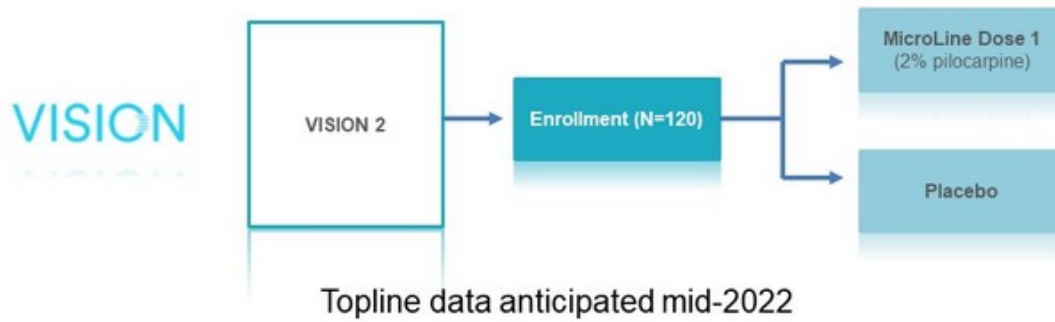 VISION
VISION 2
Enrollment (N=120)
MicroLine Dose 1
(2% pilocarpine)
Placebo
Topline data anticipated mid-2022